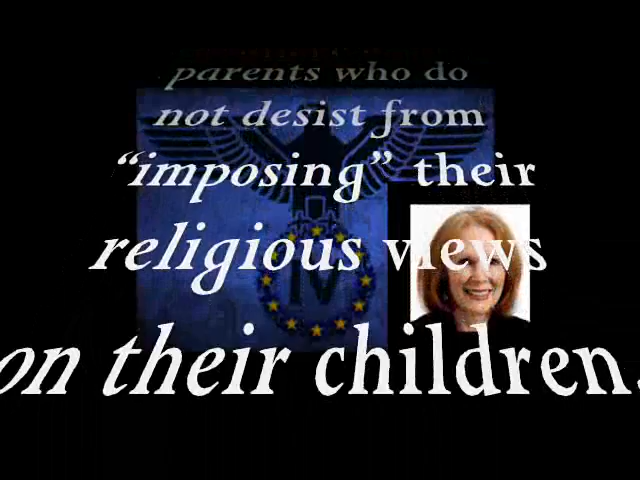 parents who do
not desist from
“imposing” their
religious views
on their children.